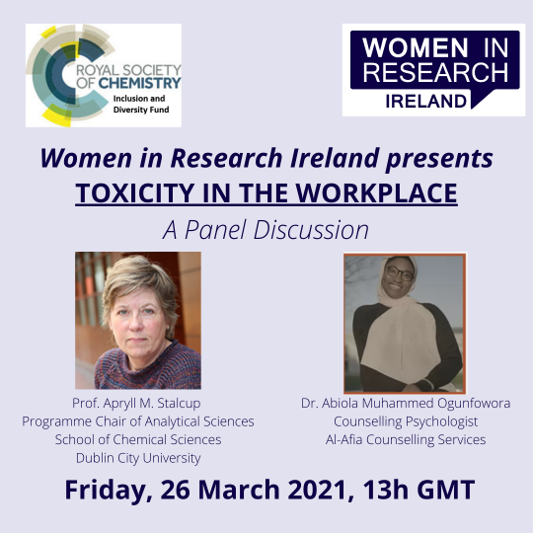 ROYAL SOCIETY
OF CHEMISTRY
Inclusion and
Diversity Fund
WOMEN IN
RESEARCH
IRELAND
Women in Research Ireland presents
TOXICITY IN THE WORKPLACE
A Panel Discussion
Prof. Apryll M. Stalcup
Programme Chair of Analytical Sciences
School of Chemical Sciences
Dublin City University
Dr. Abiola Muhammed Ogunfowora
Counselling Psychologist
Al-Afia Counselling Services
Friday, 26 March 2021, 13h GMT